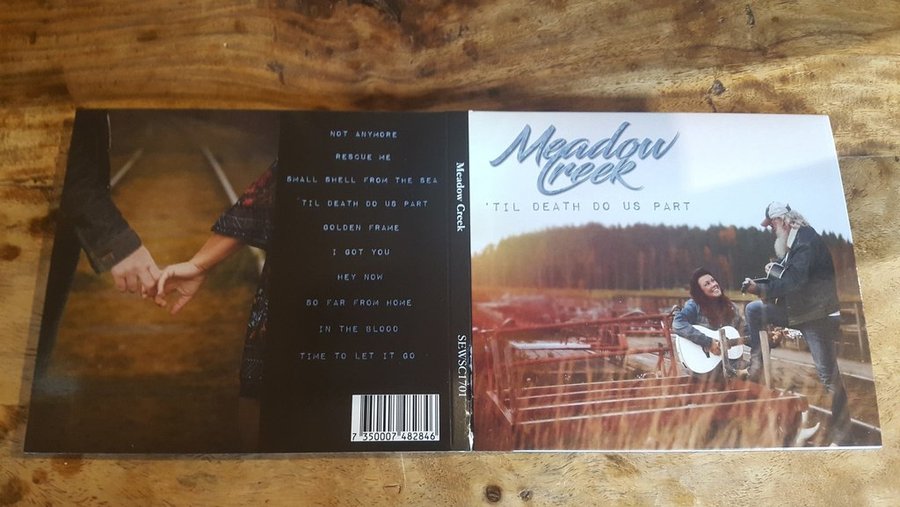 NOT ANYMORE
RESCUE ME
SMALL SHELL FROM THE SEA
'TIL DEATH DO US PART
GOLDEN FRAME
I GOT YOU
HEY NOW
SO FAR FROM HOME
IN THE BLOOD
TIME TO LET IT GO
7 350007 482846
Meadow Creek
SEWSC1701
Meadow
Creek
'TIL DEATH DO US PART